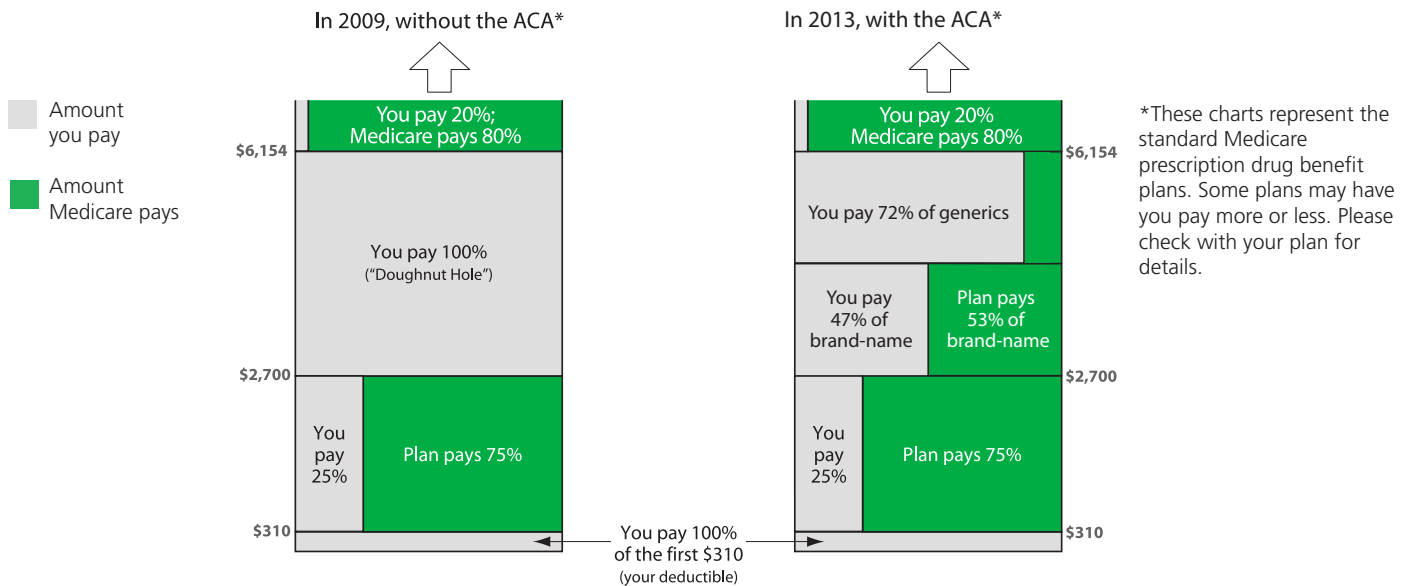 In 2009, without the ACA*
In 2013, with the ACA*
Amount
you pay
Amount
Medicare pays
You pay 20%;
Medicare pays 80%
$6,154
You pay 100%
("Doughnut Hole")
$2,700
You
pay
25%
Plan pays 75%
$310
You pay 100%
of the first $310
(your deductible)
You pay 20%
Medicare pays 80%
$6,154
You pay 72% of generics
You pay
47% of
brand-name
Plan pays
53% of
brand-name
$2,700
You
pay
25%
Plan pays 75%
$310
*These charts represent the
standard Medicare
prescription drug benefit
plans. Some plans may have
you pay more or less. Please
check with your plan for
details.